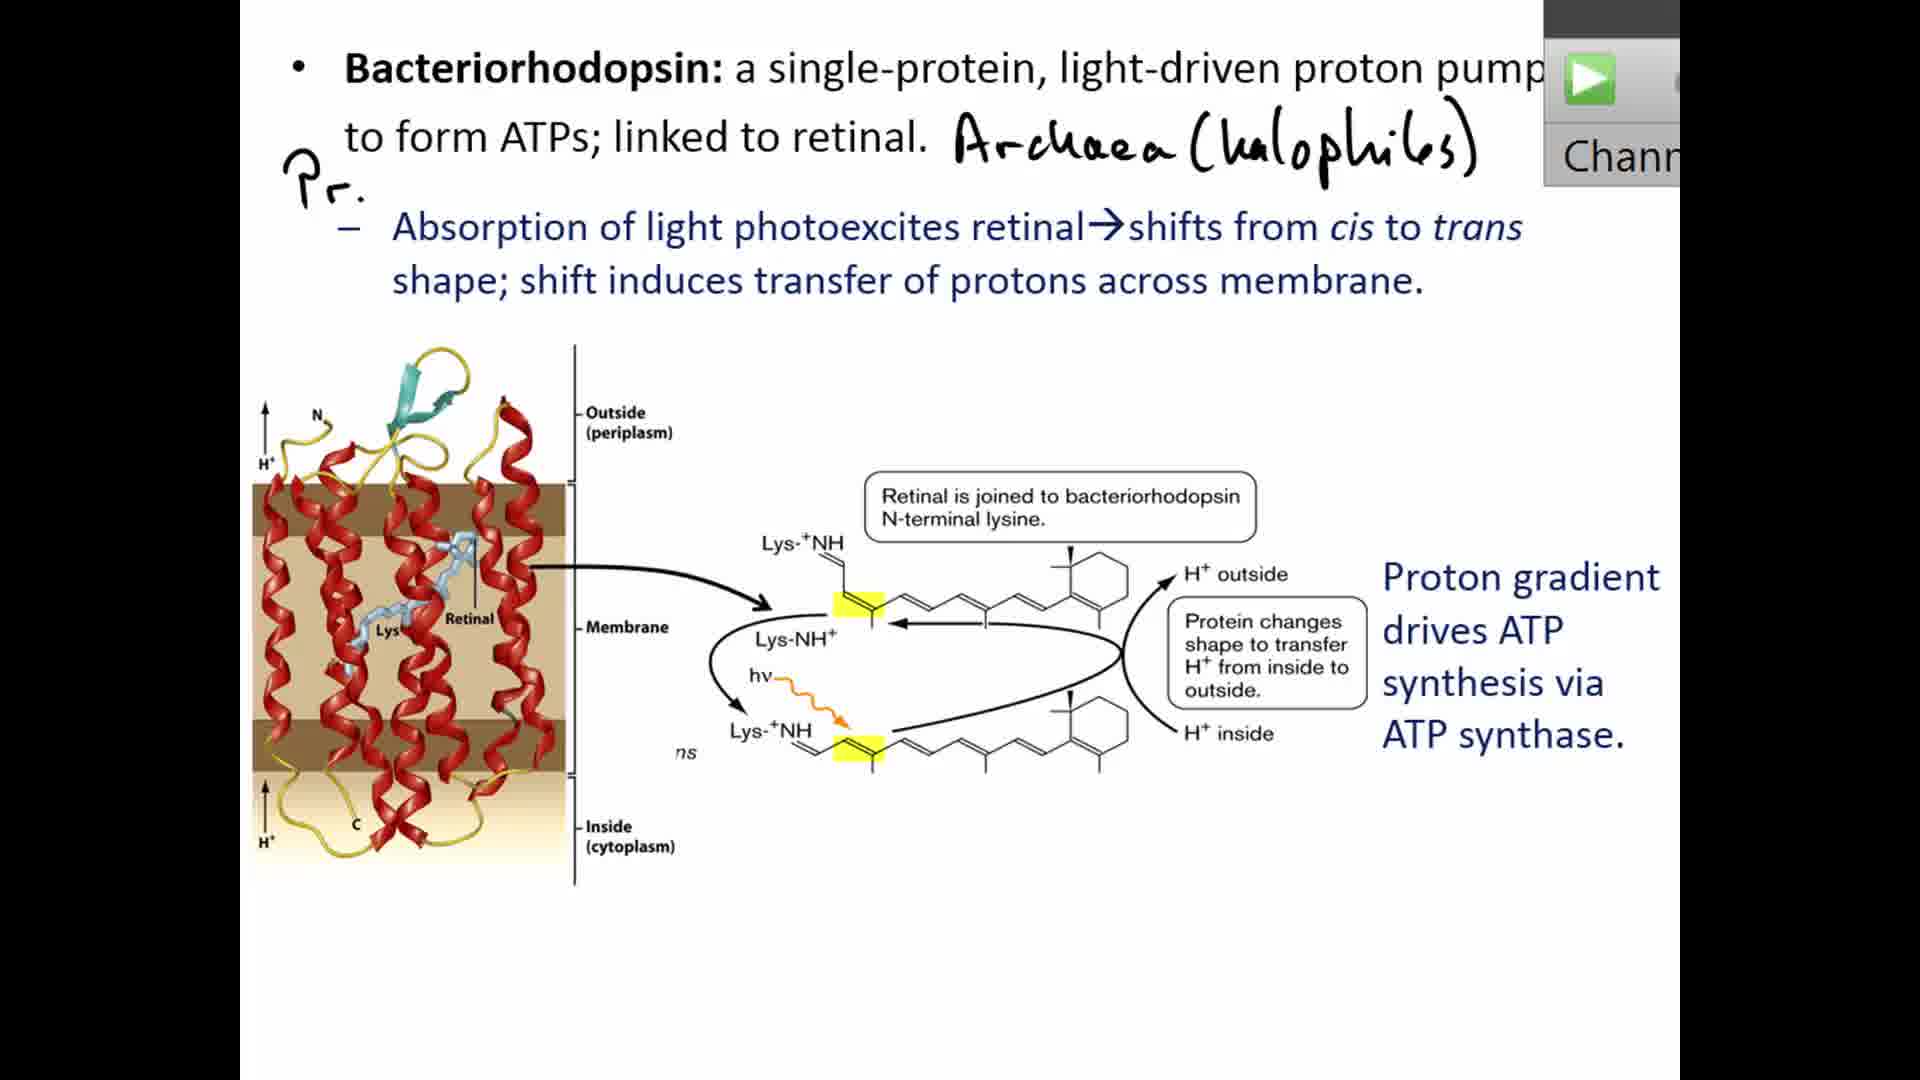 • Bacteriorhodopsin: a single-protein, light-driven proton pump
to form ATPs; linked to retinal. Archaea (halophiles)
Pr.
– Absorption of light photoexcites retinal→shifts from cis to trans
shape; shift induces transfer of protons across membrane.
Chann
N
H⁺
Outside
(periplasm)
Retinal
Lys
Membrane
H⁺
C
Inside
(cytoplasm)
Retinal is joined to bacteriorhodopsin
N-terminal lysine.
Lys-⁺NH
Lys-NH⁺
hν
Lys-⁺NH
ns
H⁺ outside
Protein changes
shape to transfer
H⁺ from inside to
outside.
H⁺ inside
Proton gradient
drives ATP
synthesis via
ATP synthase.